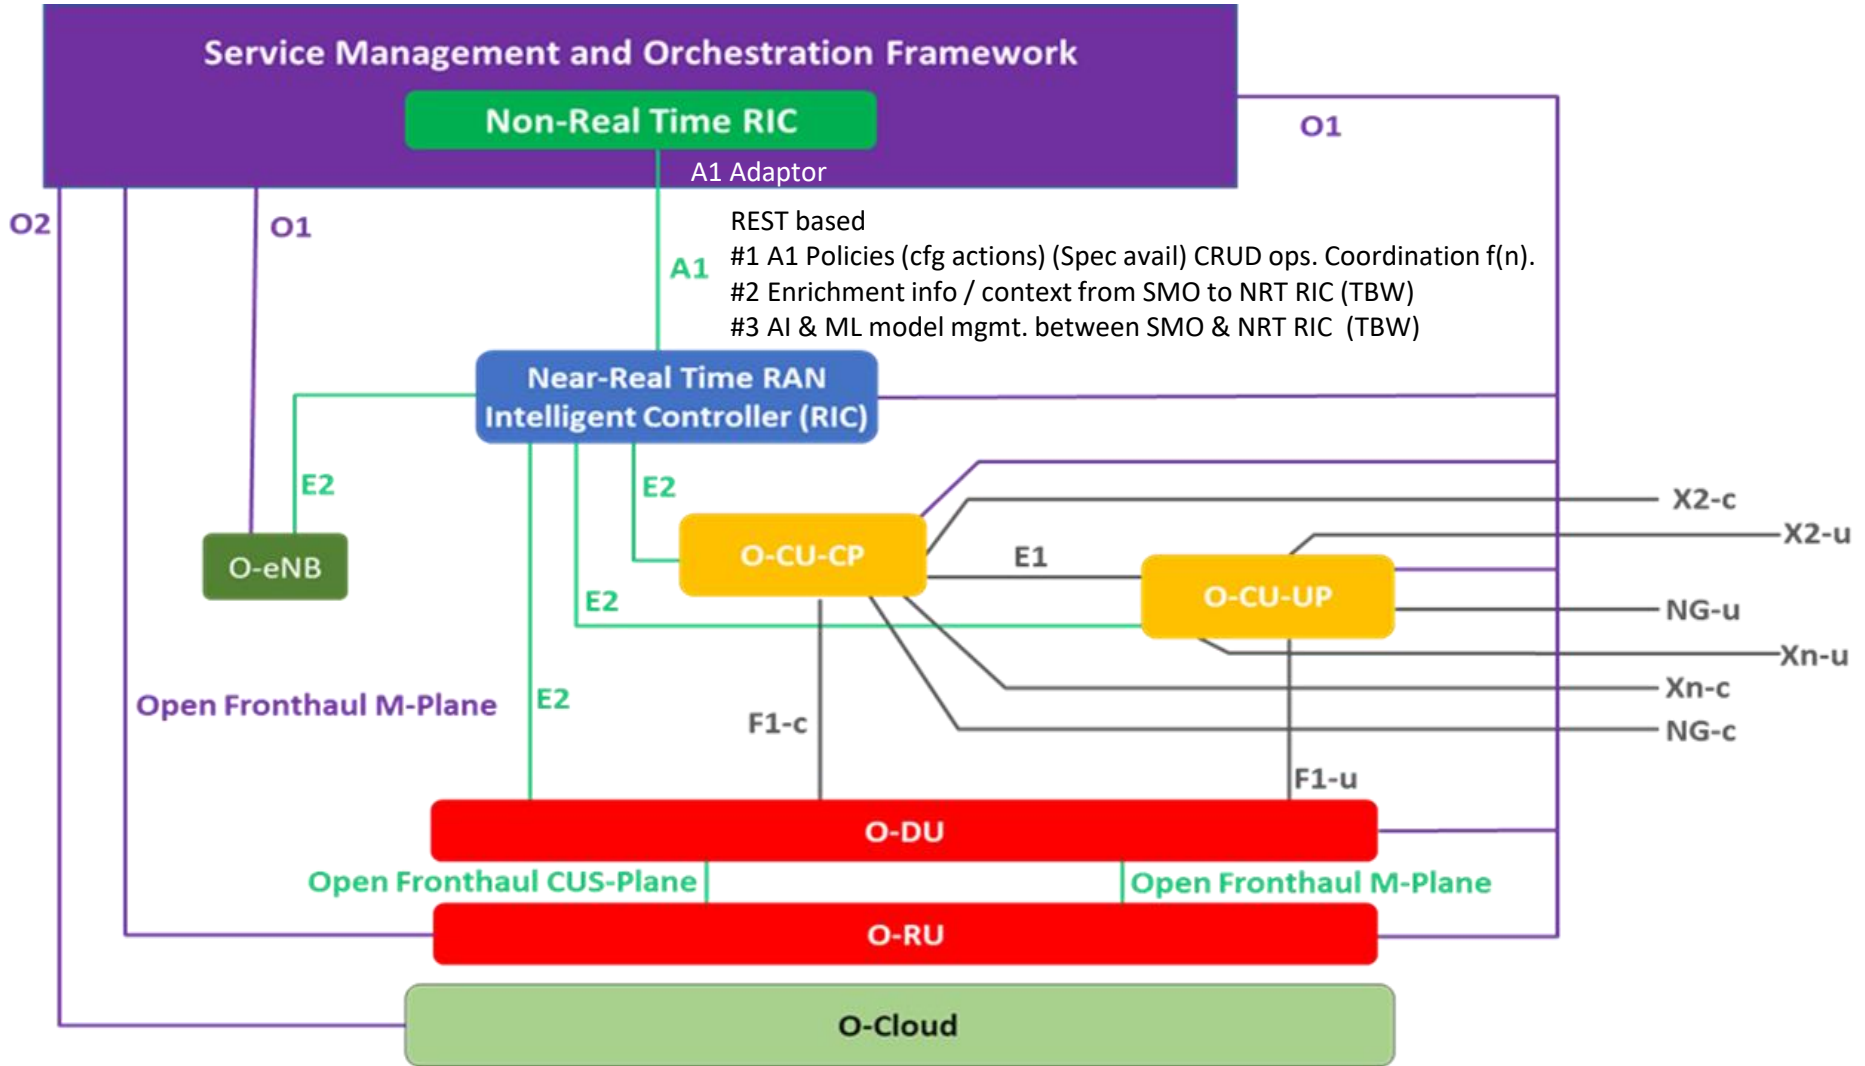 Service Management and Orchestration Framework
Non-Real Time RIC
O1
A1 Adaptor
O2
O1
REST based
#1 A1 Policies (cfg actions) (Spec avail) CRUD ops. Coordination f(n).
A1
#2 Enrichment info / context from SMO to NRT RIC (TBW)
#3 AI & ML model mgmt. between SMO & NRT RIC (TBW)
Near-Real Time RAN
Intelligent Controller (RIC)
E2
E2
X2-c
X2-u
O-eNB
O-CU-CP
E1
O-CU-UP
E2
NG-u
Xn-u
Xn-c
Open Fronthaul M-Plane
E2
F1-c
NG-c
F1-u
O-DU
Open Fronthaul CUS-Plane
Open Fronthaul M-Plane
O-RU
O-Cloud